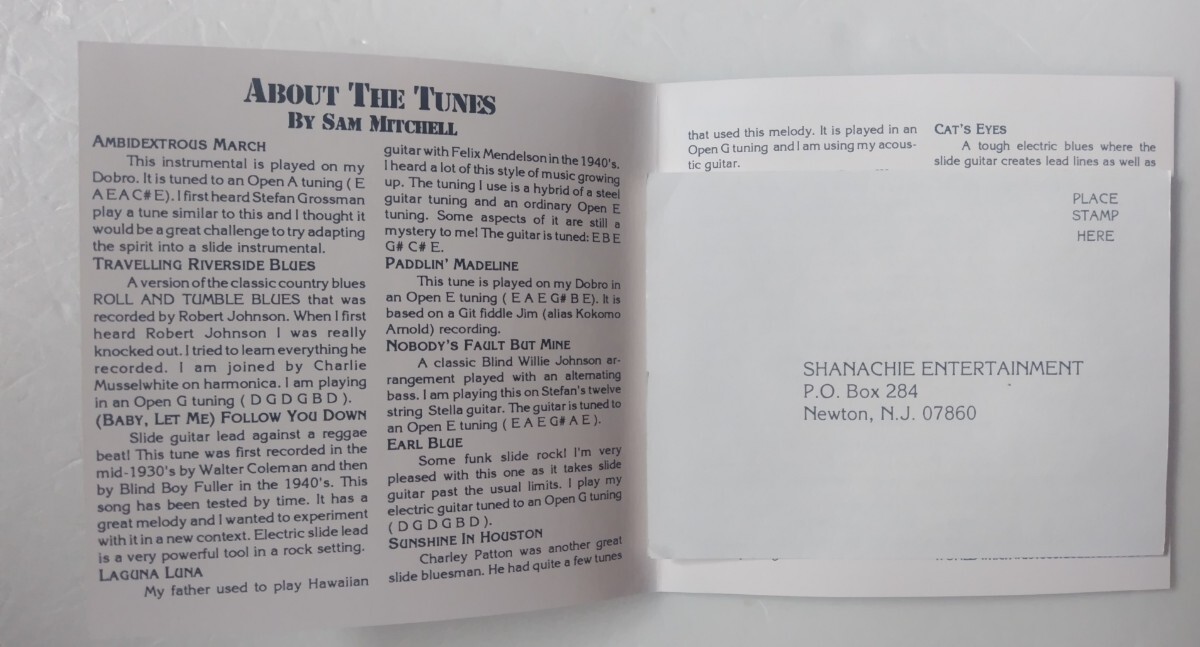 ABOUT THE TUNES
BY SAM MITCHELL
AMBIDEXTROUS MARCH
This instrumental is played on my
Dobro. It is tuned to an Open A tuning ( E
A E A C# E). I first heard Stefan Grossman
play a tune similar to this and I thought it
would be a great challenge to try adapting
the spirit into a slide instrumental.
TRAVELLING RIVERSIDE BLUES
A version of the classic country blues
ROLL AND TUMBLE BLUES that was
recorded by Robert Johnson. When I first
heard Robert Johnson I was really
knocked out. I tried to learn everything he
recorded. I am joined by Charlie
Musselwhite on harmonica. I am playing
in an Open G tuning ( D G D G B D ).
(BABY, LET ME) FOLLOW YOU DOWN
Slide guitar lead against a reggae
beat! This tune was first recorded in the
mid-1930's by Walter Coleman and then
by Blind Boy Fuller in the 1940's. This
song has been tested by time. It has a
great melody and I wanted to experiment
with it in a new context. Electric slide lead
is a very powerful tool in a rock setting.
LAGUNA LUNA
My father used to play Hawaiian
guitar with Felix Mendelson in the 1940's.
I heard a lot of this style of music growing
up. The tuning I use is a hybrid of a steel
guitar tuning and an ordinary Open E
tuning. Some aspects of it are still a
mystery to me! The guitar is tuned: E B E
G# C# E.
PADDLIN' MADELINE
This tune is played on my Dobro in
an Open E tuning ( E A E G# B E). It is
based on a Git fiddle Jim (alias Kokomo
Arnold) recording.
NOBODY'S FAULT BUT MINE
A classic Blind Willie Johnson ar-
rangement played with an alternating
bass. I am playing this on Stefan's twelve
string Stella guitar. The guitar is tuned to
an Open E tuning ( E A E G# A E ).
EARL BLUE
Some funk slide rock! I'm very
pleased with this one as it takes slide
guitar past the usual limits. I play my
electric guitar tuned to an Open G tuning
( D G D G B D ).
SUNSHINE IN HOUSTON
Charley Patton was another great
slide bluesman. He had quite a few tunes
that used this melody. It is played in an
Open G tuning and I am using my acous-
tic guitar.
CAT'S EYES
A tough electric blues where the
slide guitar creates lead lines as well as
PLACE
STAMP
HERE
SHANACHIE ENTERTAINMENT
P.O. Box 284
Newton, N.J. 07860